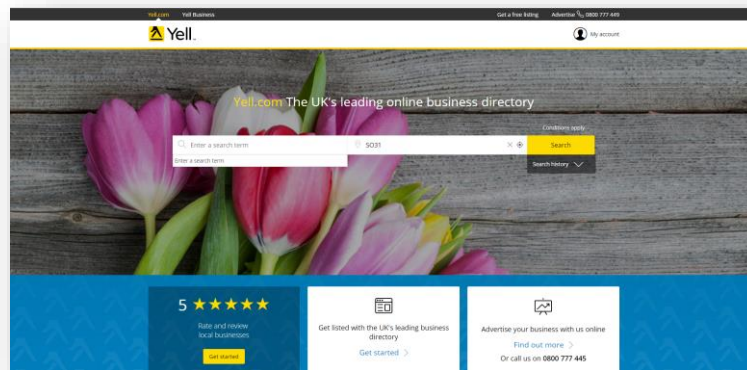 Yell.com Yell Business Get a free listing Advertise 0800 777 449
Yell. My account
Yell.com The UK's leading online business directory
Conditions apply
Enter a search term SO31 Search
Enter a search term Search history
5
Rate and review
local businesses
Get started
Get listed with the UK's leading business
directory
Get started
Advertise your business with us online
Find out more
Or call us on 0800 777 445